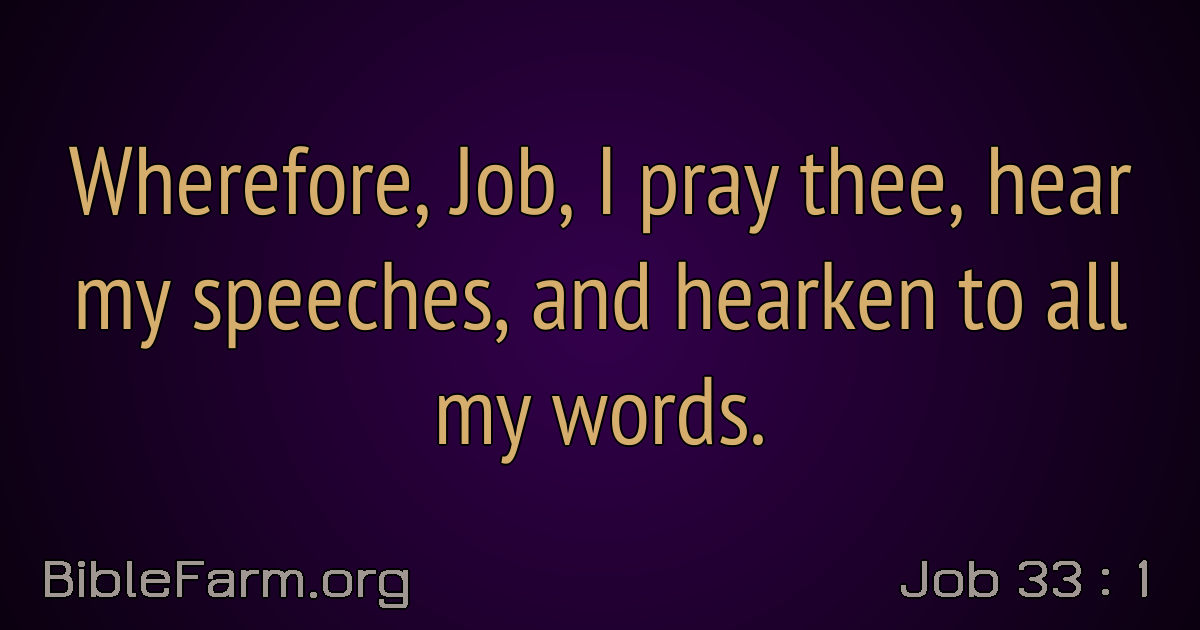 Wherefore, Job, I pray thee, hear
my speeches, and hearken to all
my words.
BibleFarm.org
Job 33 : 1